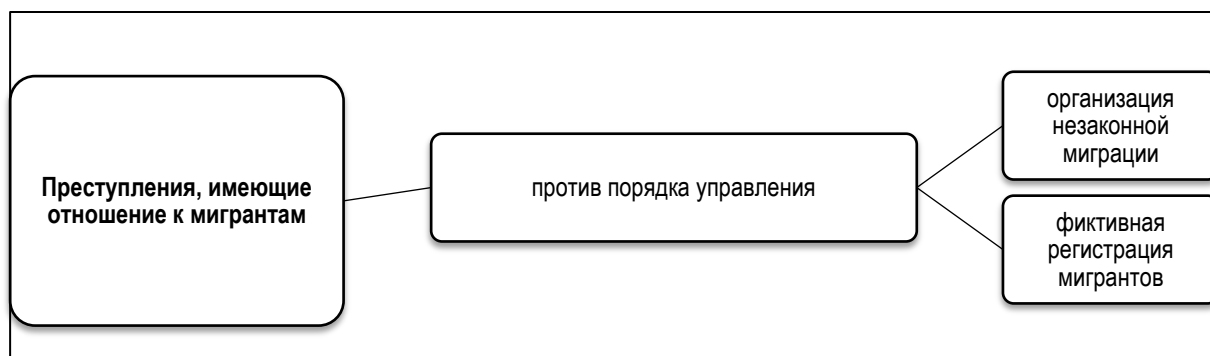 Преступления, имеющие
отношение к мигрантам
против порядка управления
организация
незаконной
миграции
фиктивная
регистрация
мигрантов